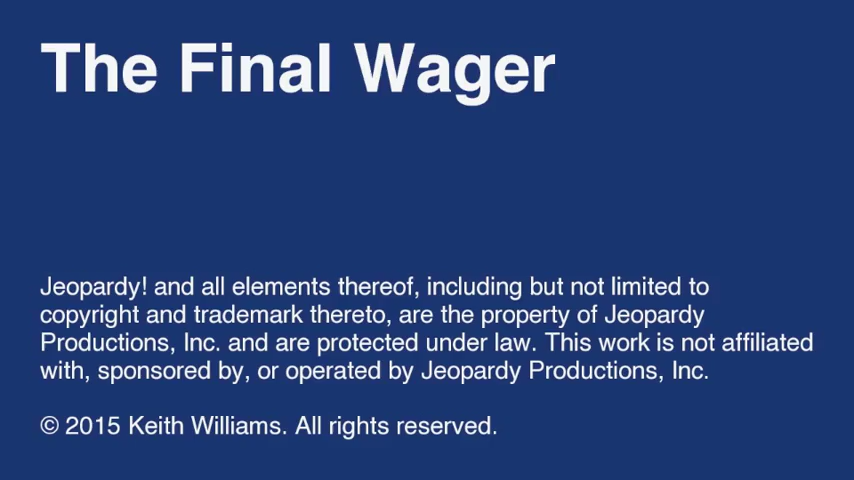 The Final Wager
Jeopardy! and all elements thereof, including but not limited to
copyright and trademark thereto, are the property of Jeopardy
Productions, Inc. and are protected under law. This work is not affiliated
with, sponsored by, or operated by Jeopardy Productions, Inc.
© 2015 Keith Williams. All rights reserved.